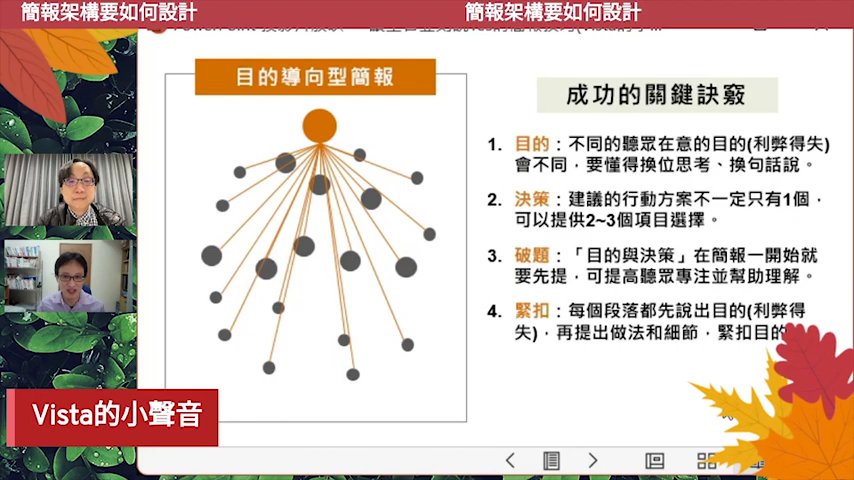 簡報架構要如何設計
簡報架構要如何設計
目的導向型簡報
成功的關鍵訣竅
1. 目的：不同的聽眾在意的目的(利弊得失)
會不同，要懂得換位思考、換句話說。
2. 決策：建議的行動方案不一定只有1個，
可以提供2~3個項目選擇。
3. 破題：「目的與決策」在簡報一開始就
要先提，可提高聽眾專注並幫助理解。
4. 緊扣：每個段落都先說出目的(利弊得
失)，再提出做法和細節，緊扣目的
Vista的小聲音